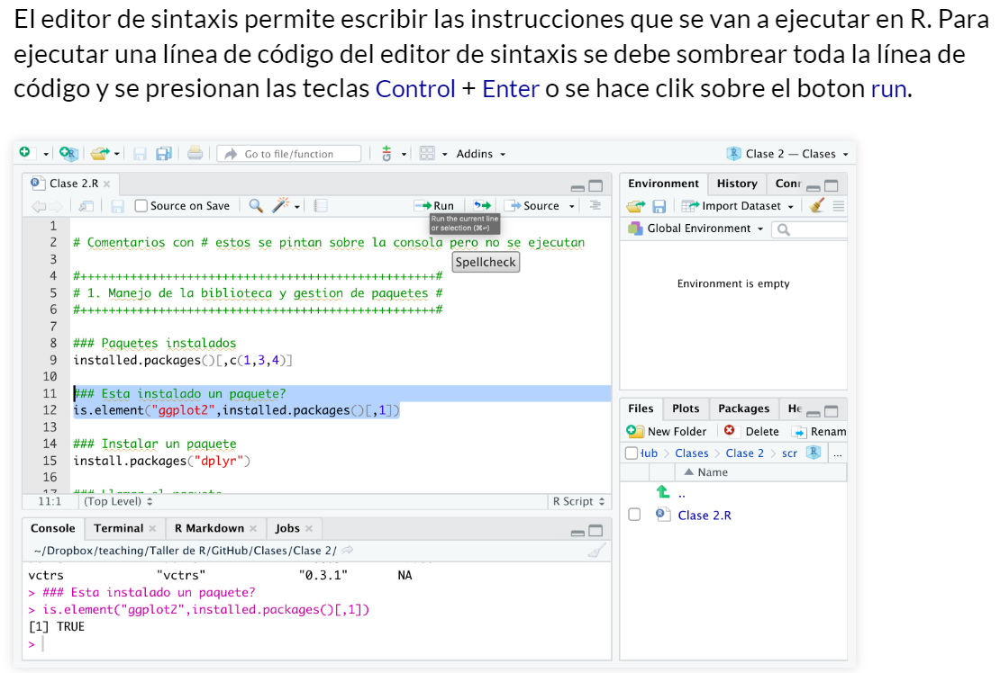 El editor de sintaxis permite escribir las instrucciones que se van a ejecutar en R. Para
ejecutar una línea de código del editor de sintaxis se debe sombrear toda la línea de
código y se presionan las teclas Control + Enter o se hace clik sobre el boton run.
Go to file/function
Addins
Clase 2 — Clases
Clase 2.R
Source on Save
Run
Source
Run the current line
or selection (⌘↩)
Spellcheck
1
2 # Comentarios con # estos se pintan sobre la consola pero no se ejecutan
3
4 #++++++++++++++++++++++++++++++++++++++++++++++++++#
5 # 1. Manejo de la biblioteca y gestion de paquetes #
6 #++++++++++++++++++++++++++++++++++++++++++++++++++#
7
8 ### Paquetes instalados
9 installed.packages()[,c(1,3,4)]
10
11 ### Esta instalado un paquete?
12 is.element("ggplot2",installed.packages()[,1])
13
14 ### Instalar un paquete
15 install.packages("dplyr")
16
17 ### Llamar el paquete
11:1 (Top Level) R Script
Console Terminal R Markdown Jobs
~/Dropbox/teaching/Taller de R/GitHub/Clases/Clase 2/
vctrs "vctrs" "0.3.1" NA
> ### Esta instalado un paquete?
> is.element("ggplot2",installed.packages()[,1])
[1] TRUE
>
Environment History Conr
Import Dataset
Global Environment
Environment is empty
Files Plots Packages He
New Folder Delete Renam
Hub Clases Clase 2 scr ...
Name
..
Clase 2.R